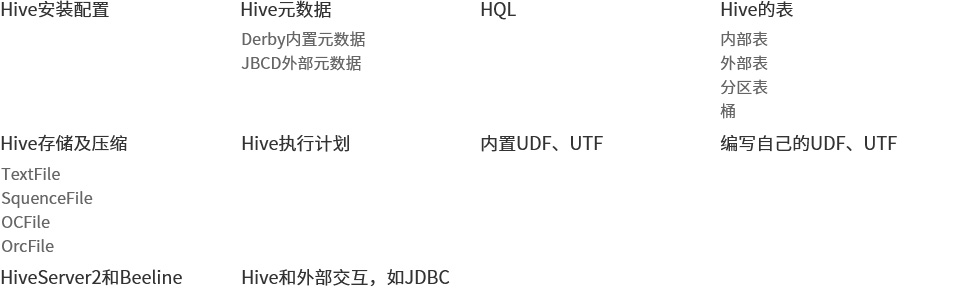 Hive安装配置
Hive元数据
Derby内置元数据
JBCD外部元数据
HQL
Hive的表
内部表
外部表
分区表
桶
Hive存储及压缩
TextFile
SquenceFile
OCFile
OrcFile
Hive执行计划
内置UDF、UTF
编写自己的UDF、UTF
HiveServer2和Beeline
Hive和外部交互，如JDBC